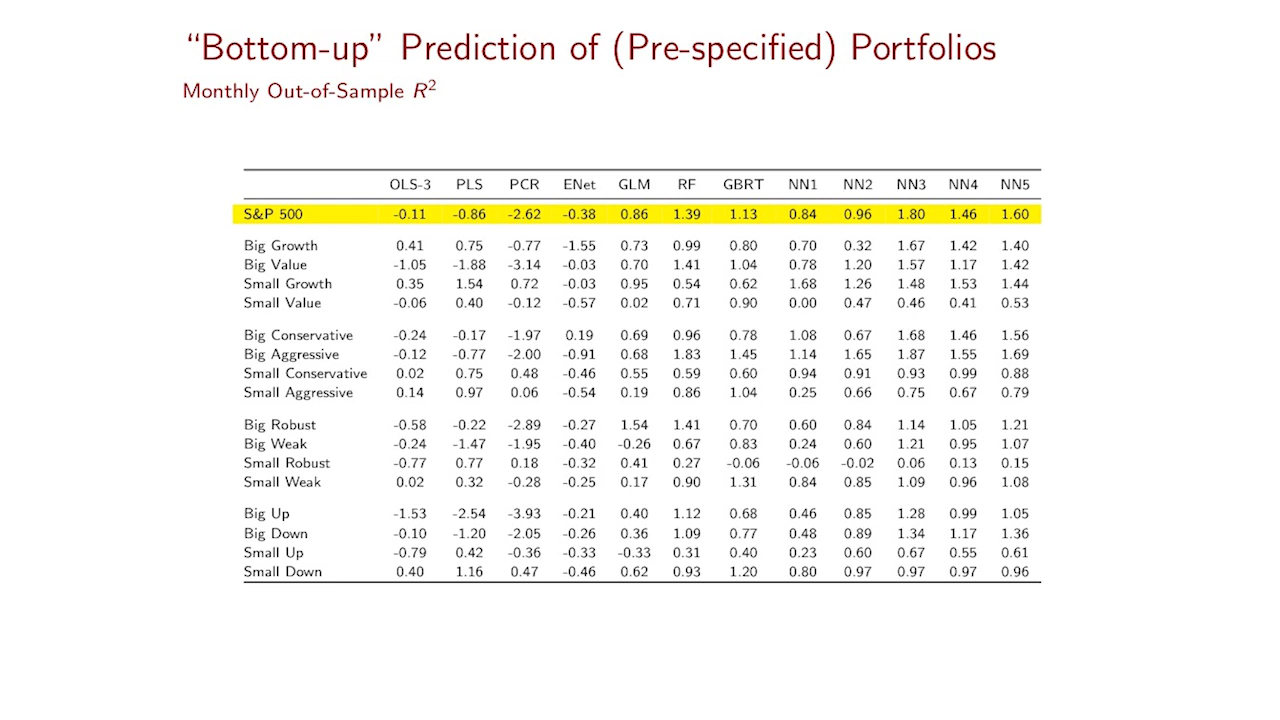 “Bottom-up” Prediction of (Pre-specified) Portfolios
Monthly Out-of-Sample R²
OLS-3 PLS PCR ENet GLM RF GBRT NN1 NN2 NN3 NN4 NN5
S&P 500 -0.11 -0.86 -2.62 -0.38 0.86 1.39 1.13 0.84 0.96 1.80 1.46 1.60
Big Growth 0.41 0.75 -0.77 -1.55 0.73 0.99 0.80 0.70 0.32 1.67 1.42 1.40
Big Value -1.05 -1.88 -3.14 -0.03 0.70 1.41 1.04 0.78 1.20 1.57 1.17 1.42
Small Growth 0.35 1.54 0.72 -0.03 0.95 0.54 0.62 1.68 1.26 1.48 1.53 1.44
Small Value -0.06 0.40 -0.12 -0.57 0.02 0.71 0.90 0.00 0.47 0.46 0.41 0.53
Big Conservative -0.24 -0.17 -1.97 0.19 0.69 0.96 0.78 1.08 0.67 1.68 1.46 1.56
Big Aggressive -0.12 -0.77 -2.00 -0.91 0.68 1.83 1.45 1.14 1.65 1.87 1.55 1.69
Small Conservative 0.02 0.75 0.48 -0.46 0.55 0.59 0.60 0.94 0.91 0.93 0.99 0.88
Small Aggressive 0.14 0.97 0.06 -0.54 0.19 0.86 1.04 0.25 0.66 0.75 0.67 0.79
Big Robust -0.58 -0.22 -2.89 -0.27 1.54 1.41 0.70 0.60 0.84 1.14 1.05 1.21
Big Weak -0.24 -1.47 -1.95 -0.40 -0.26 0.67 0.83 0.24 0.60 1.21 0.95 1.07
Small Robust -0.77 0.77 0.18 -0.32 0.41 0.27 -0.06 -0.06 -0.02 0.06 0.13 0.15
Small Weak 0.02 0.32 -0.28 -0.25 0.17 0.90 1.31 0.84 0.85 1.09 0.96 1.08
Big Up -1.53 -2.54 -3.93 -0.21 0.40 1.12 0.68 0.46 0.85 1.28 0.99 1.05
Big Down -0.10 -1.20 -2.05 -0.26 0.36 1.09 0.77 0.48 0.89 1.34 1.17 1.36
Small Up -0.79 0.42 -0.36 -0.33 -0.33 0.31 0.40 0.23 0.60 0.67 0.55 0.61
Small Down 0.40 1.16 0.47 -0.46 0.62 0.93 1.20 0.80 0.97 0.97 0.97 0.96